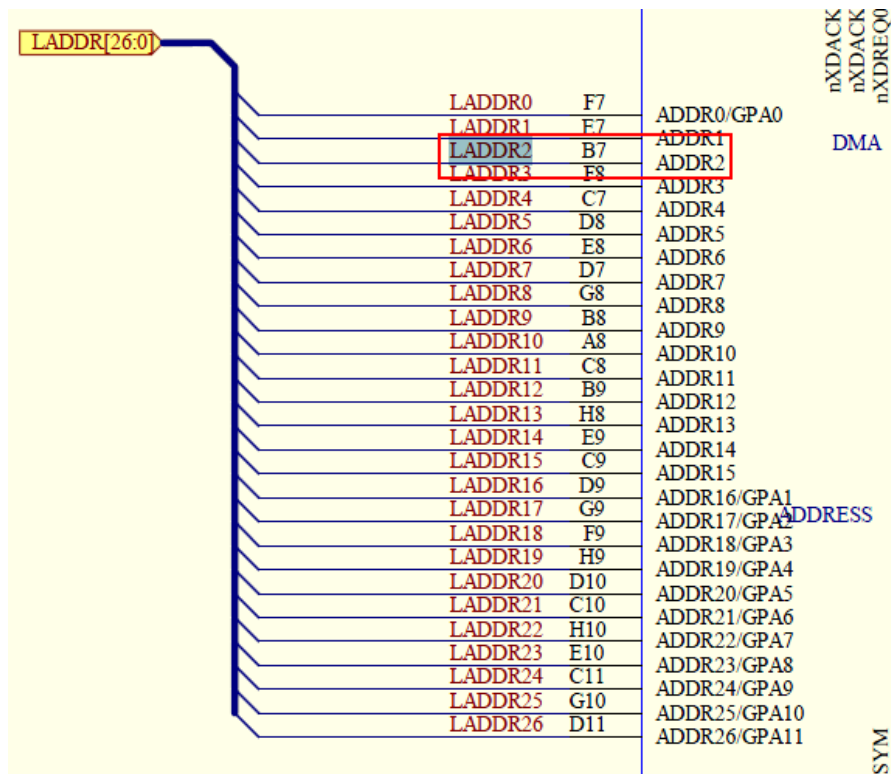 LADDR[26:0]
nXDACK
nXDACK
nXDREQ0
LADDR0 F7 ADDR0/GPA0
LADDR1 E7 ADDR1
LADDR2 B7 ADDR2
LADDR3 F8 ADDR3
LADDR4 C7 ADDR4
LADDR5 D8 ADDR5
LADDR6 E8 ADDR6
LADDR7 D7 ADDR7
LADDR8 G8 ADDR8
LADDR9 B8 ADDR9
LADDR10 A8 ADDR10
LADDR11 C8 ADDR11
LADDR12 B9 ADDR12
LADDR13 H8 ADDR13
LADDR14 E9 ADDR14
LADDR15 C9 ADDR15
LADDR16 D9 ADDR16/GPA1
LADDR17 G9 ADDR17/GPA2
LADDR18 F9 ADDR18/GPA3
LADDR19 H9 ADDR19/GPA4
LADDR20 D10 ADDR20/GPA5
LADDR21 C10 ADDR21/GPA6
LADDR22 H10 ADDR22/GPA7
LADDR23 E10 ADDR23/GPA8
LADDR24 C11 ADDR24/GPA9
LADDR25 G10 ADDR25/GPA10
LADDR26 D11 ADDR26/GPA11
DMA
ADDRESS
SYM